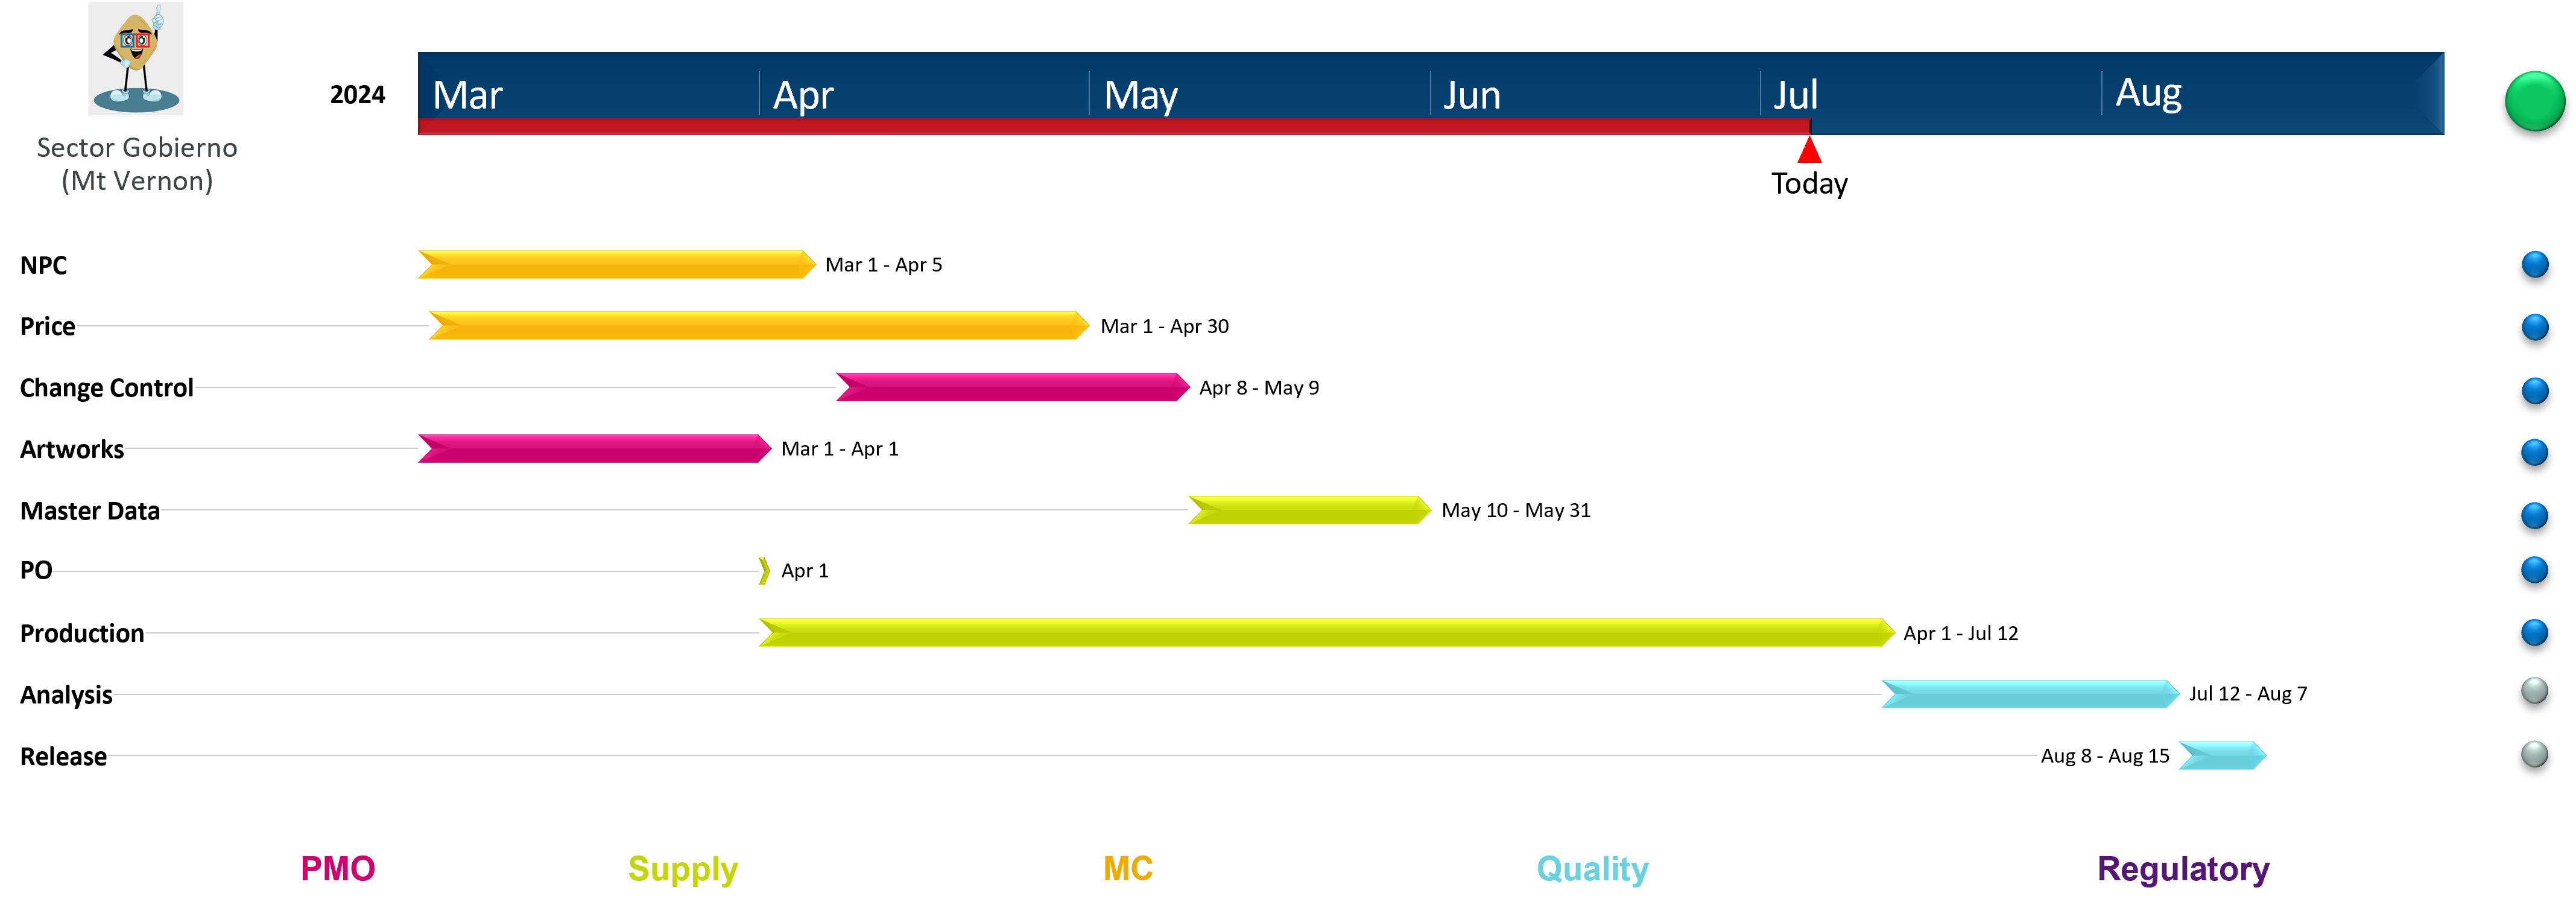 2024
Mar
Apr
May
Jun
Jul
Aug
Sector Gobierno
(Mt Vernon)
Today
NPC
Mar 1 - Apr 5
Price
Mar 1 - Apr 30
Change Control
Apr 8 - May 9
Artworks
Mar 1 - Apr 1
Master Data
May 10 - May 31
PO
Apr 1
Production
Apr 1 - Jul 12
Analysis
Jul 12 - Aug 7
Release
Aug 8 - Aug 15
PMO
Supply
MC
Quality
Regulatory